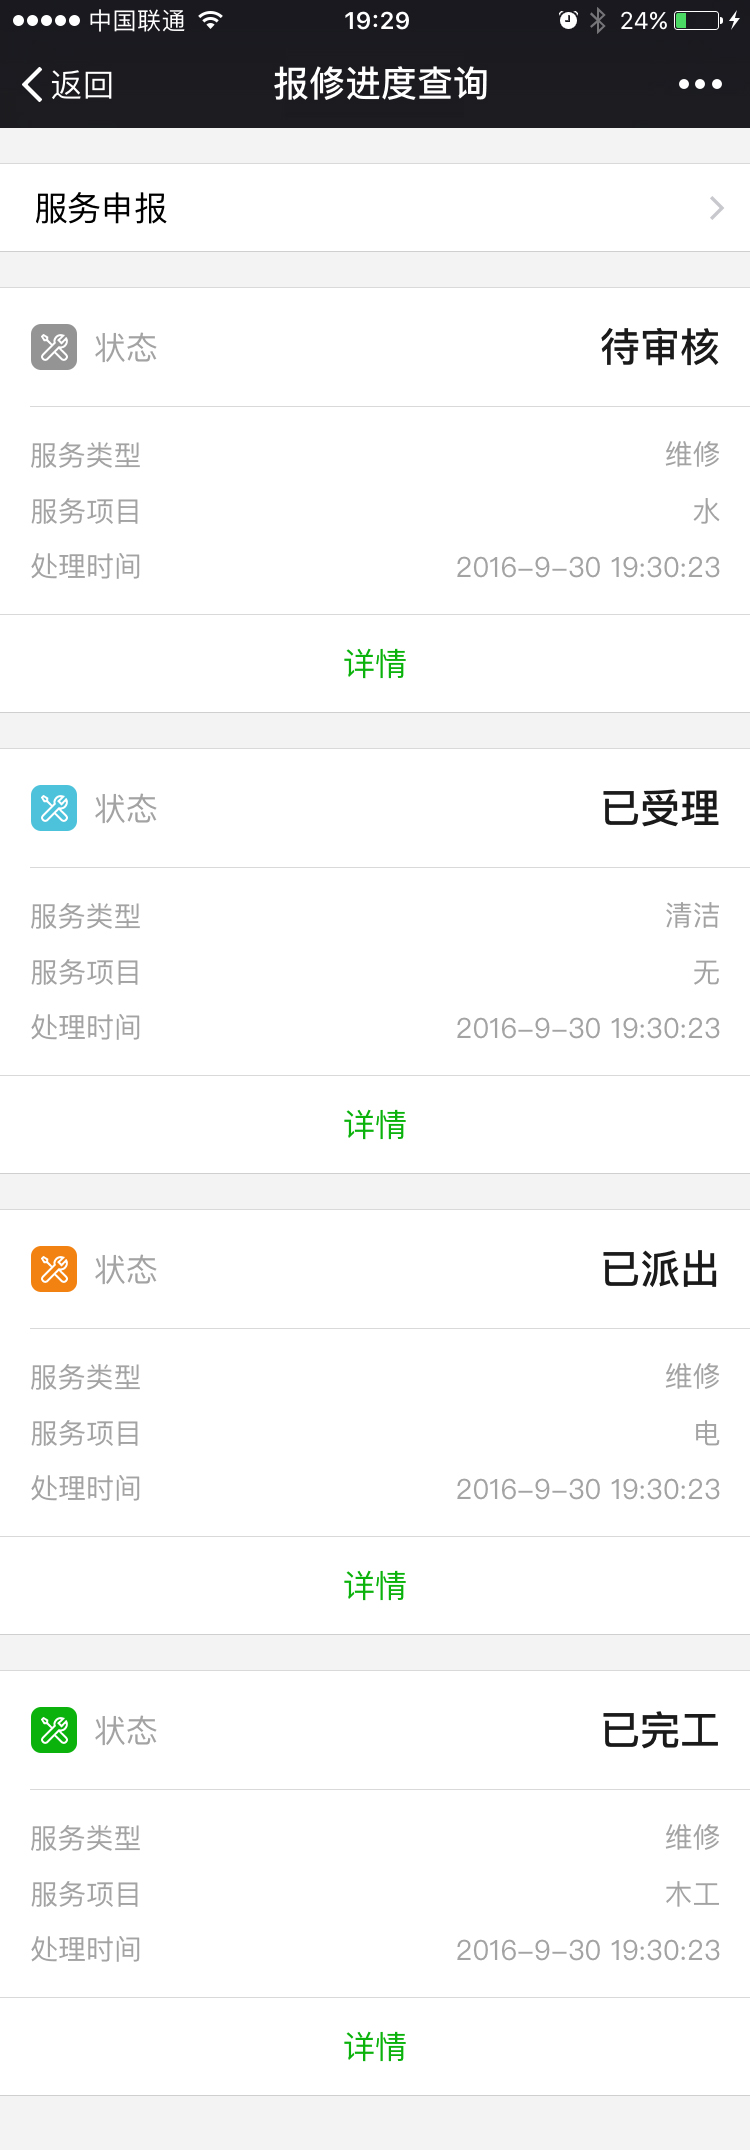 中国联通 19:29 24%
返回 报修进度查询
服务申报
状态 待审核
服务类型 维修
服务项目 水
处理时间 2016-9-30 19:30:23
详情
状态 已受理
服务类型 清洁
服务项目 无
处理时间 2016-9-30 19:30:23
详情
状态 已派出
服务类型 维修
服务项目 电
处理时间 2016-9-30 19:30:23
详情
状态 已完工
服务类型 维修
服务项目 木工
处理时间 2016-9-30 19:30:23
详情